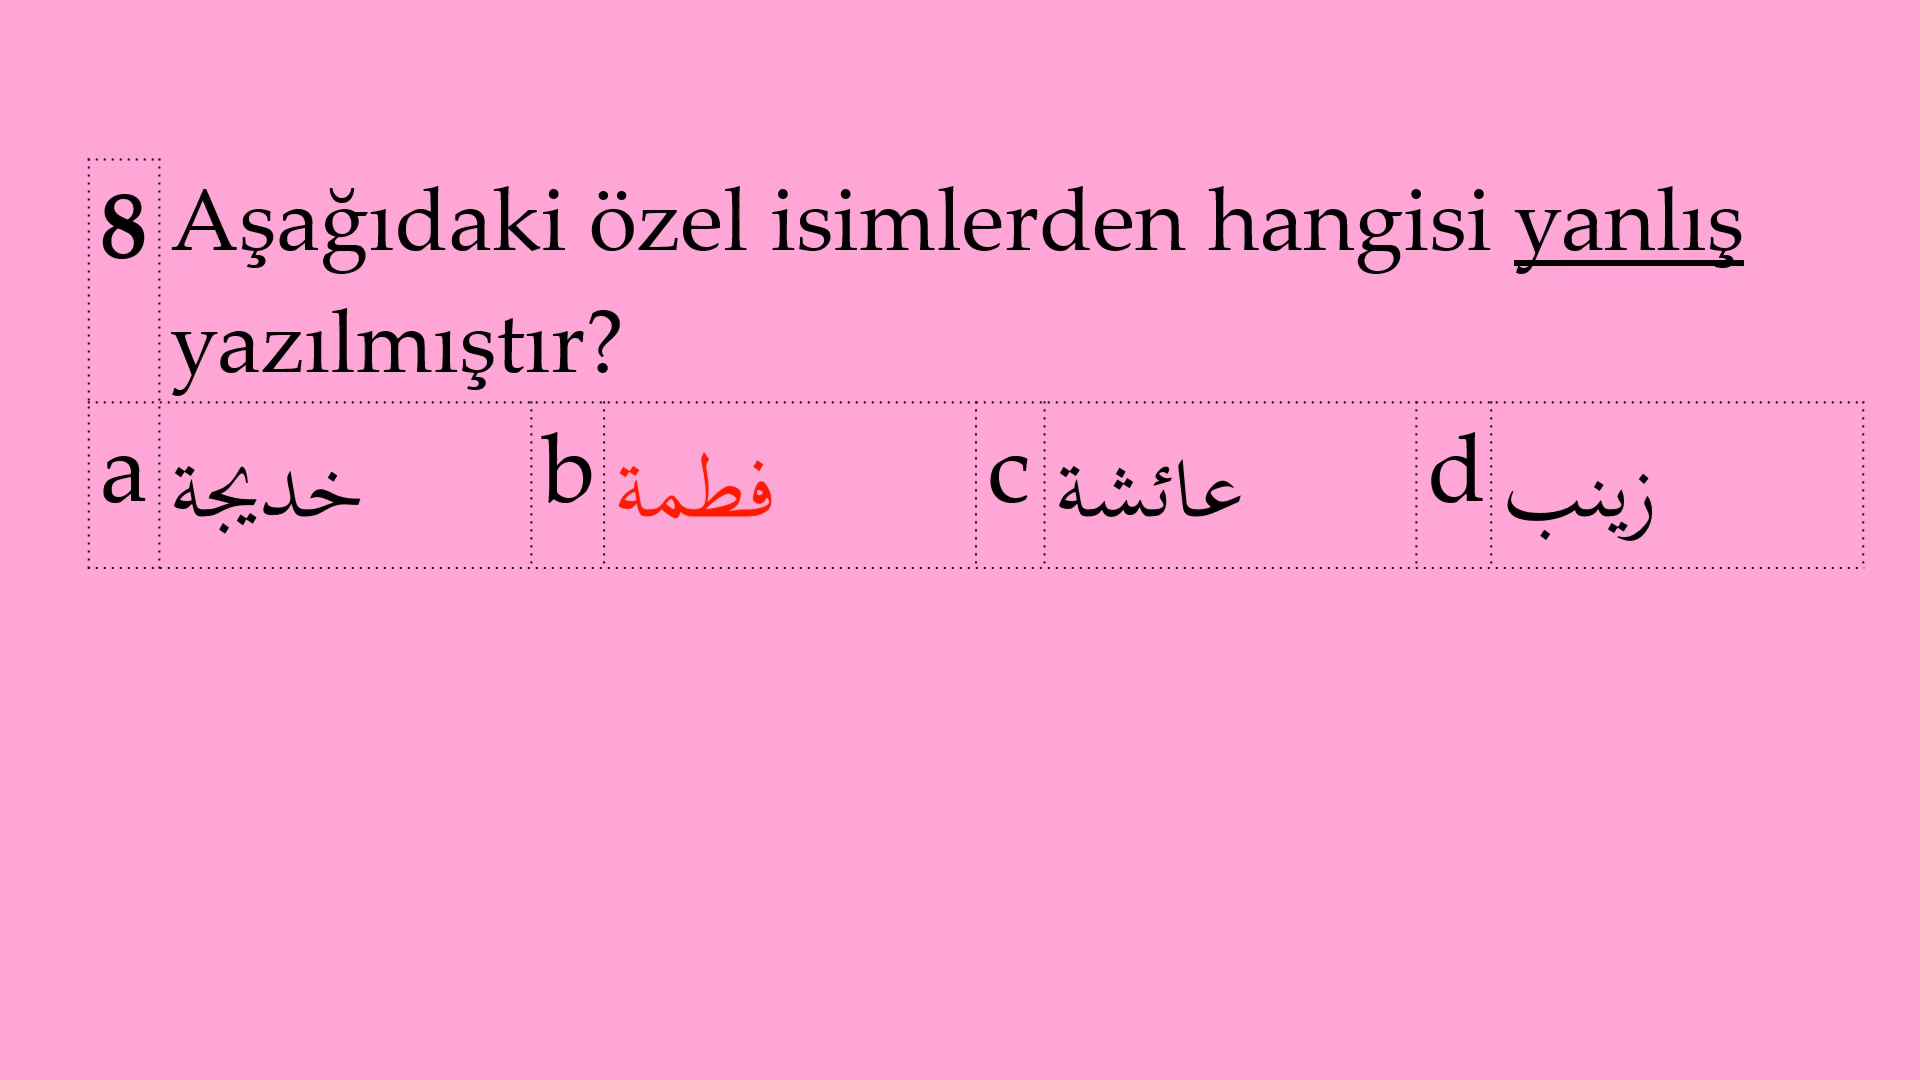 8 Aşağıdaki özel isimlerden hangisi yanlış
yazılmıştır?
a خديجة b فطمة c عائشة d زينب